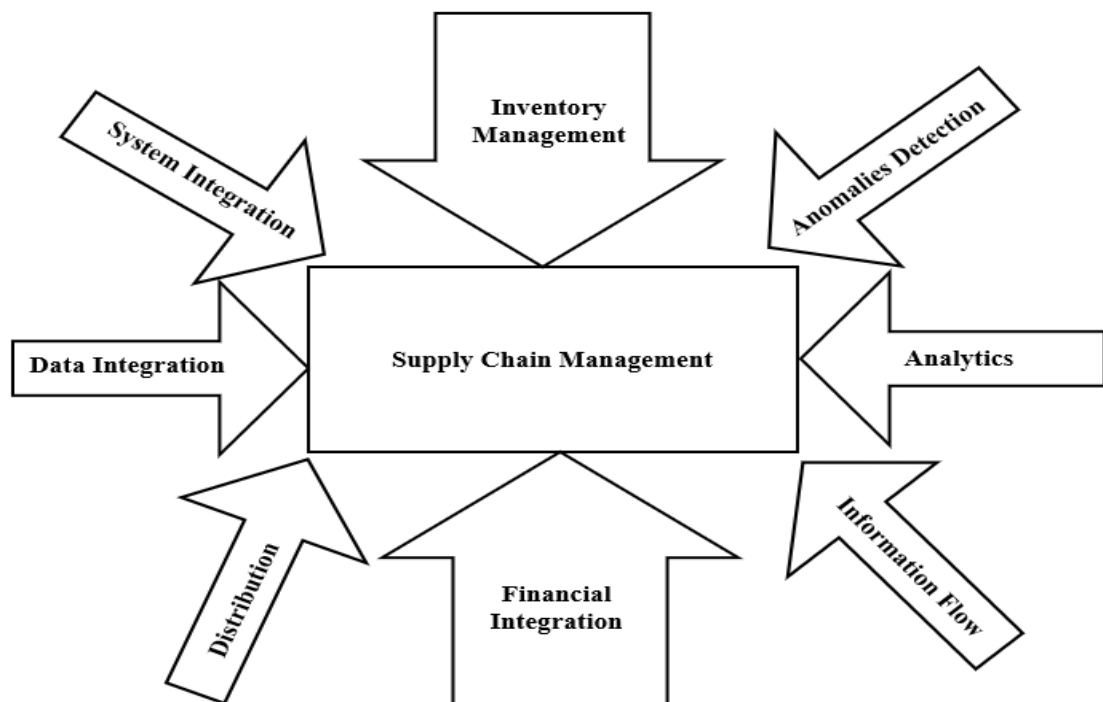 Inventory
Management
System Integration
Anomalies Detection
Data Integration
Supply Chain Management
Analytics
Distribution
Financial
Integration
Information Flow